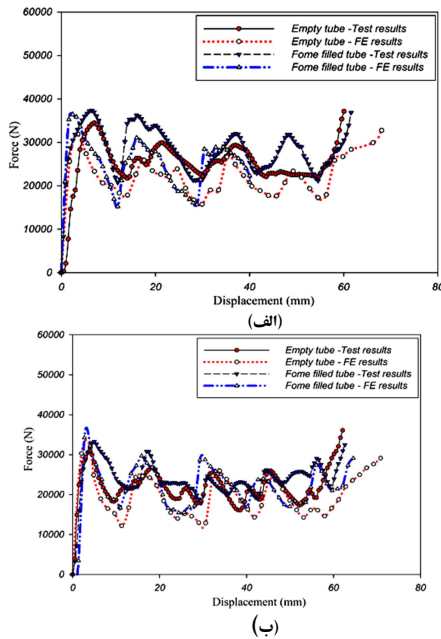 60000
50000
40000
30000
20000
10000
0
Force (N)
Empty tube -Test results
Empty tube - FE results
Fome filled tube -Test results
Fome filled tube - FE results
0 20 40 60 80
Displacement (mm)
(الف)
60000
50000
40000
30000
20000
10000
0
Force (N)
Empty tube -Test results
Empty tube - FE results
Fome filled tube -Test results
Fome filled tube - FE results
0 20 40 60 80
Displacement (mm)
(ب)